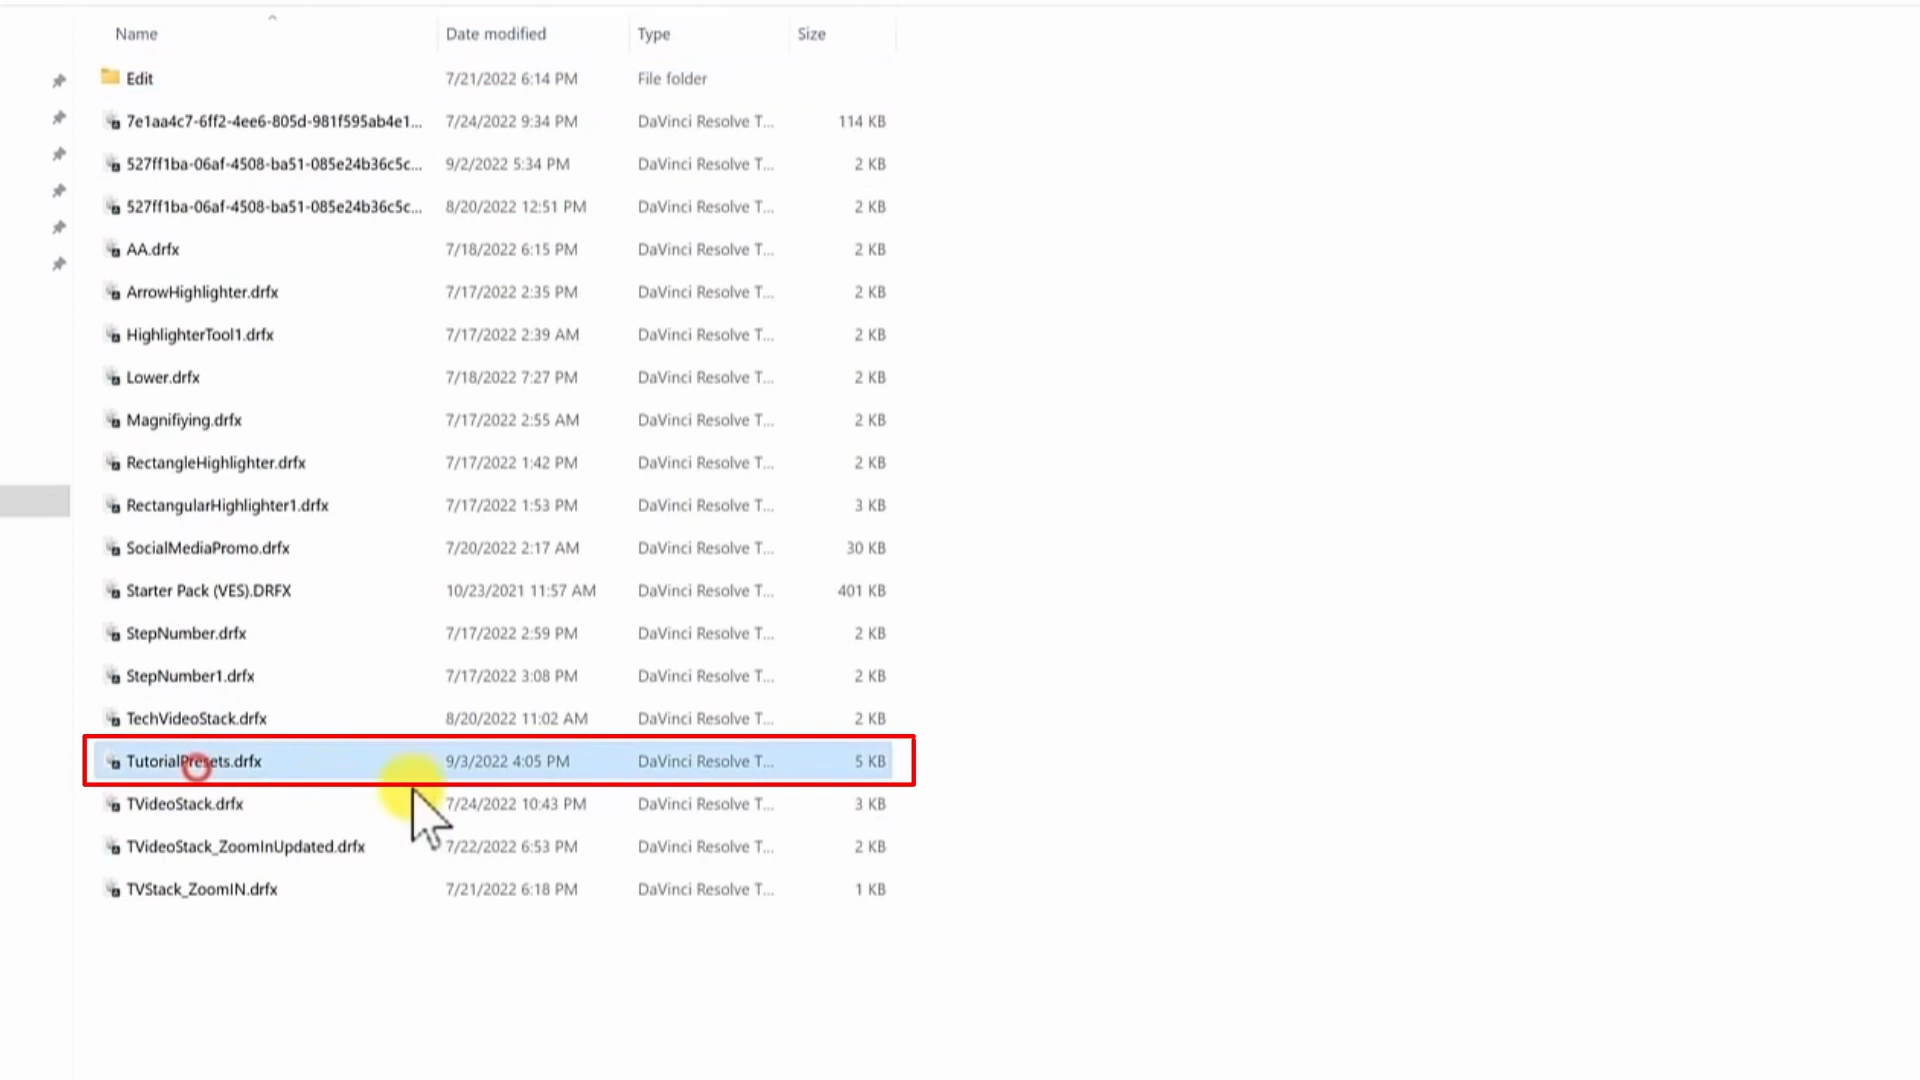 Name Date modified Type Size
Edit 7/21/2022 6:14 PM File folder
7e1aa4c7-6ff2-4ee6-805d-981f595ab4e1... 7/24/2022 9:34 PM DaVinci Resolve T... 114 KB
527ff1ba-06af-4508-ba51-085e24b36c5c... 9/2/2022 5:34 PM DaVinci Resolve T... 2 KB
527ff1ba-06af-4508-ba51-085e24b36c5c... 8/20/2022 12:51 PM DaVinci Resolve T... 2 KB
AA.drfx 7/18/2022 6:15 PM DaVinci Resolve T... 2 KB
ArrowHighlighter.drfx 7/17/2022 2:35 PM DaVinci Resolve T... 2 KB
HighlighterTool1.drfx 7/17/2022 2:39 AM DaVinci Resolve T... 2 KB
Lower.drfx 7/18/2022 7:27 PM DaVinci Resolve T... 2 KB
Magnifiying.drfx 7/17/2022 2:55 AM DaVinci Resolve T... 2 KB
RectangleHighlighter.drfx 7/17/2022 1:42 PM DaVinci Resolve T... 2 KB
RectangularHighlighter1.drfx 7/17/2022 1:53 PM DaVinci Resolve T... 3 KB
SocialMediaPromo.drfx 7/20/2022 2:17 AM DaVinci Resolve T... 30 KB
Starter Pack (VES).DRFX 10/23/2021 11:57 AM DaVinci Resolve T... 401 KB
StepNumber.drfx 7/17/2022 2:59 PM DaVinci Resolve T... 2 KB
StepNumber1.drfx 7/17/2022 3:08 PM DaVinci Resolve T... 2 KB
TechVideoStack.drfx 8/20/2022 11:02 AM DaVinci Resolve T... 2 KB
TutorialPresets.drfx 9/3/2022 4:05 PM DaVinci Resolve T... 5 KB
TVideoStack.drfx 7/24/2022 10:43 PM DaVinci Resolve T... 3 KB
TVideoStack_ZoomInUpdated.drfx 7/22/2022 6:53 PM DaVinci Resolve T... 2 KB
TVStack_ZoomIN.drfx 7/21/2022 6:18 PM DaVinci Resolve T... 1 KB